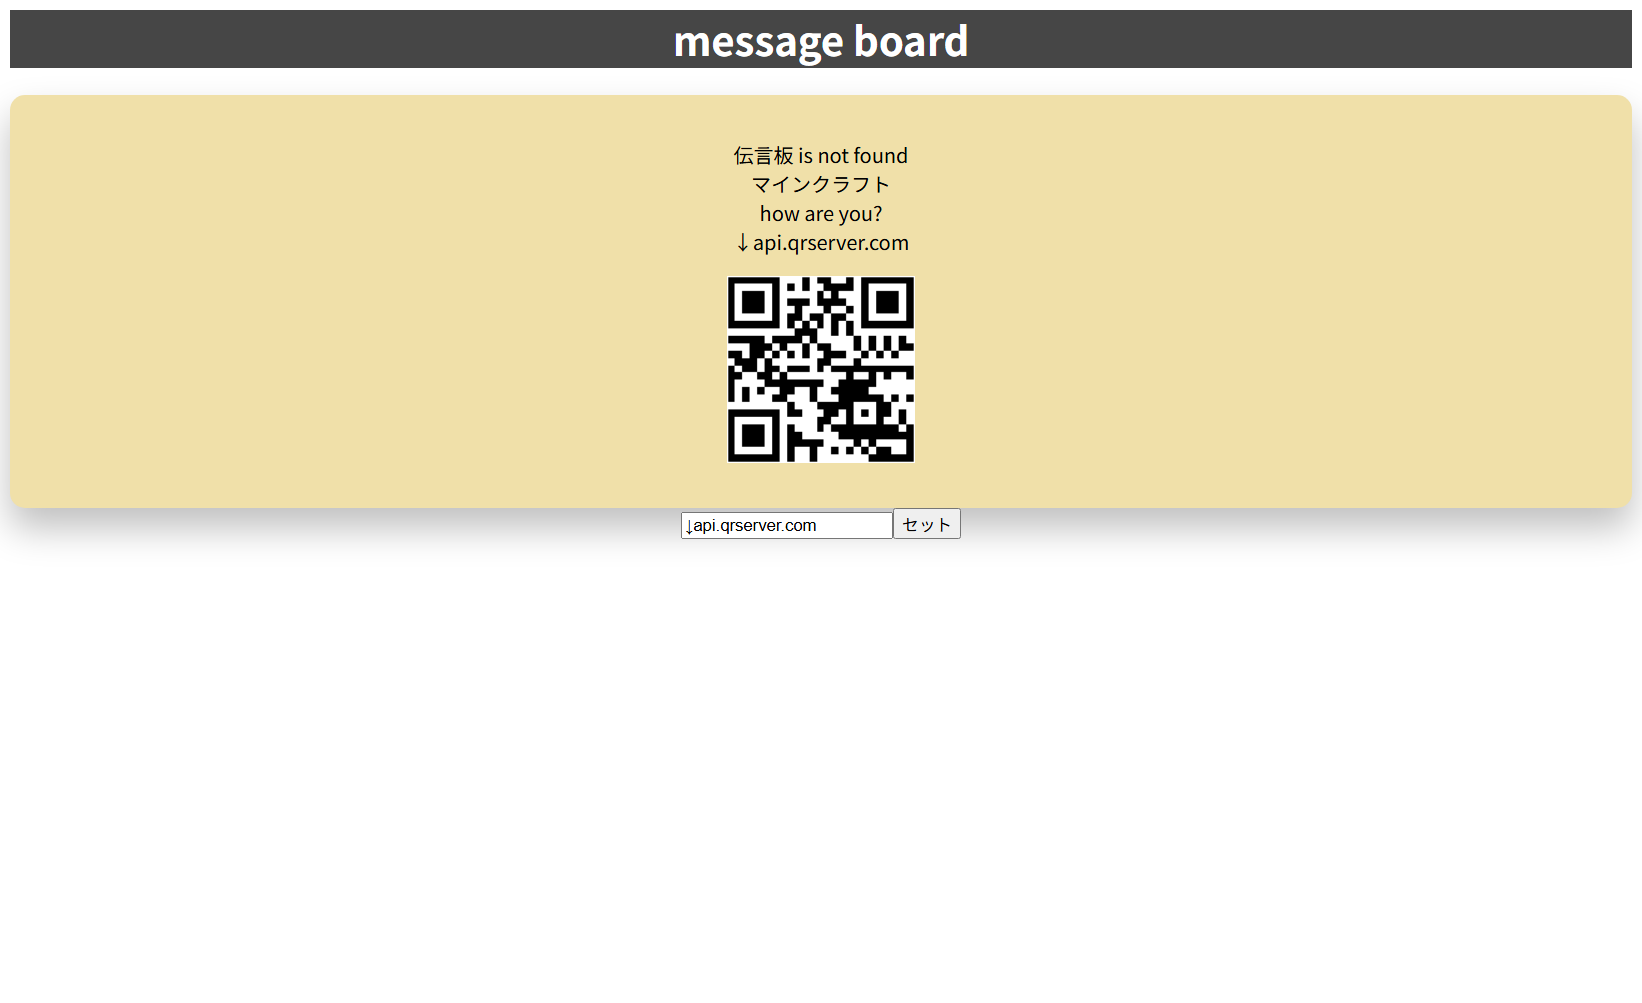 message board
伝言板 is not found
マインクラフト
how are you?
↓api.qrserver.com
↓api.qrserver.com
セット